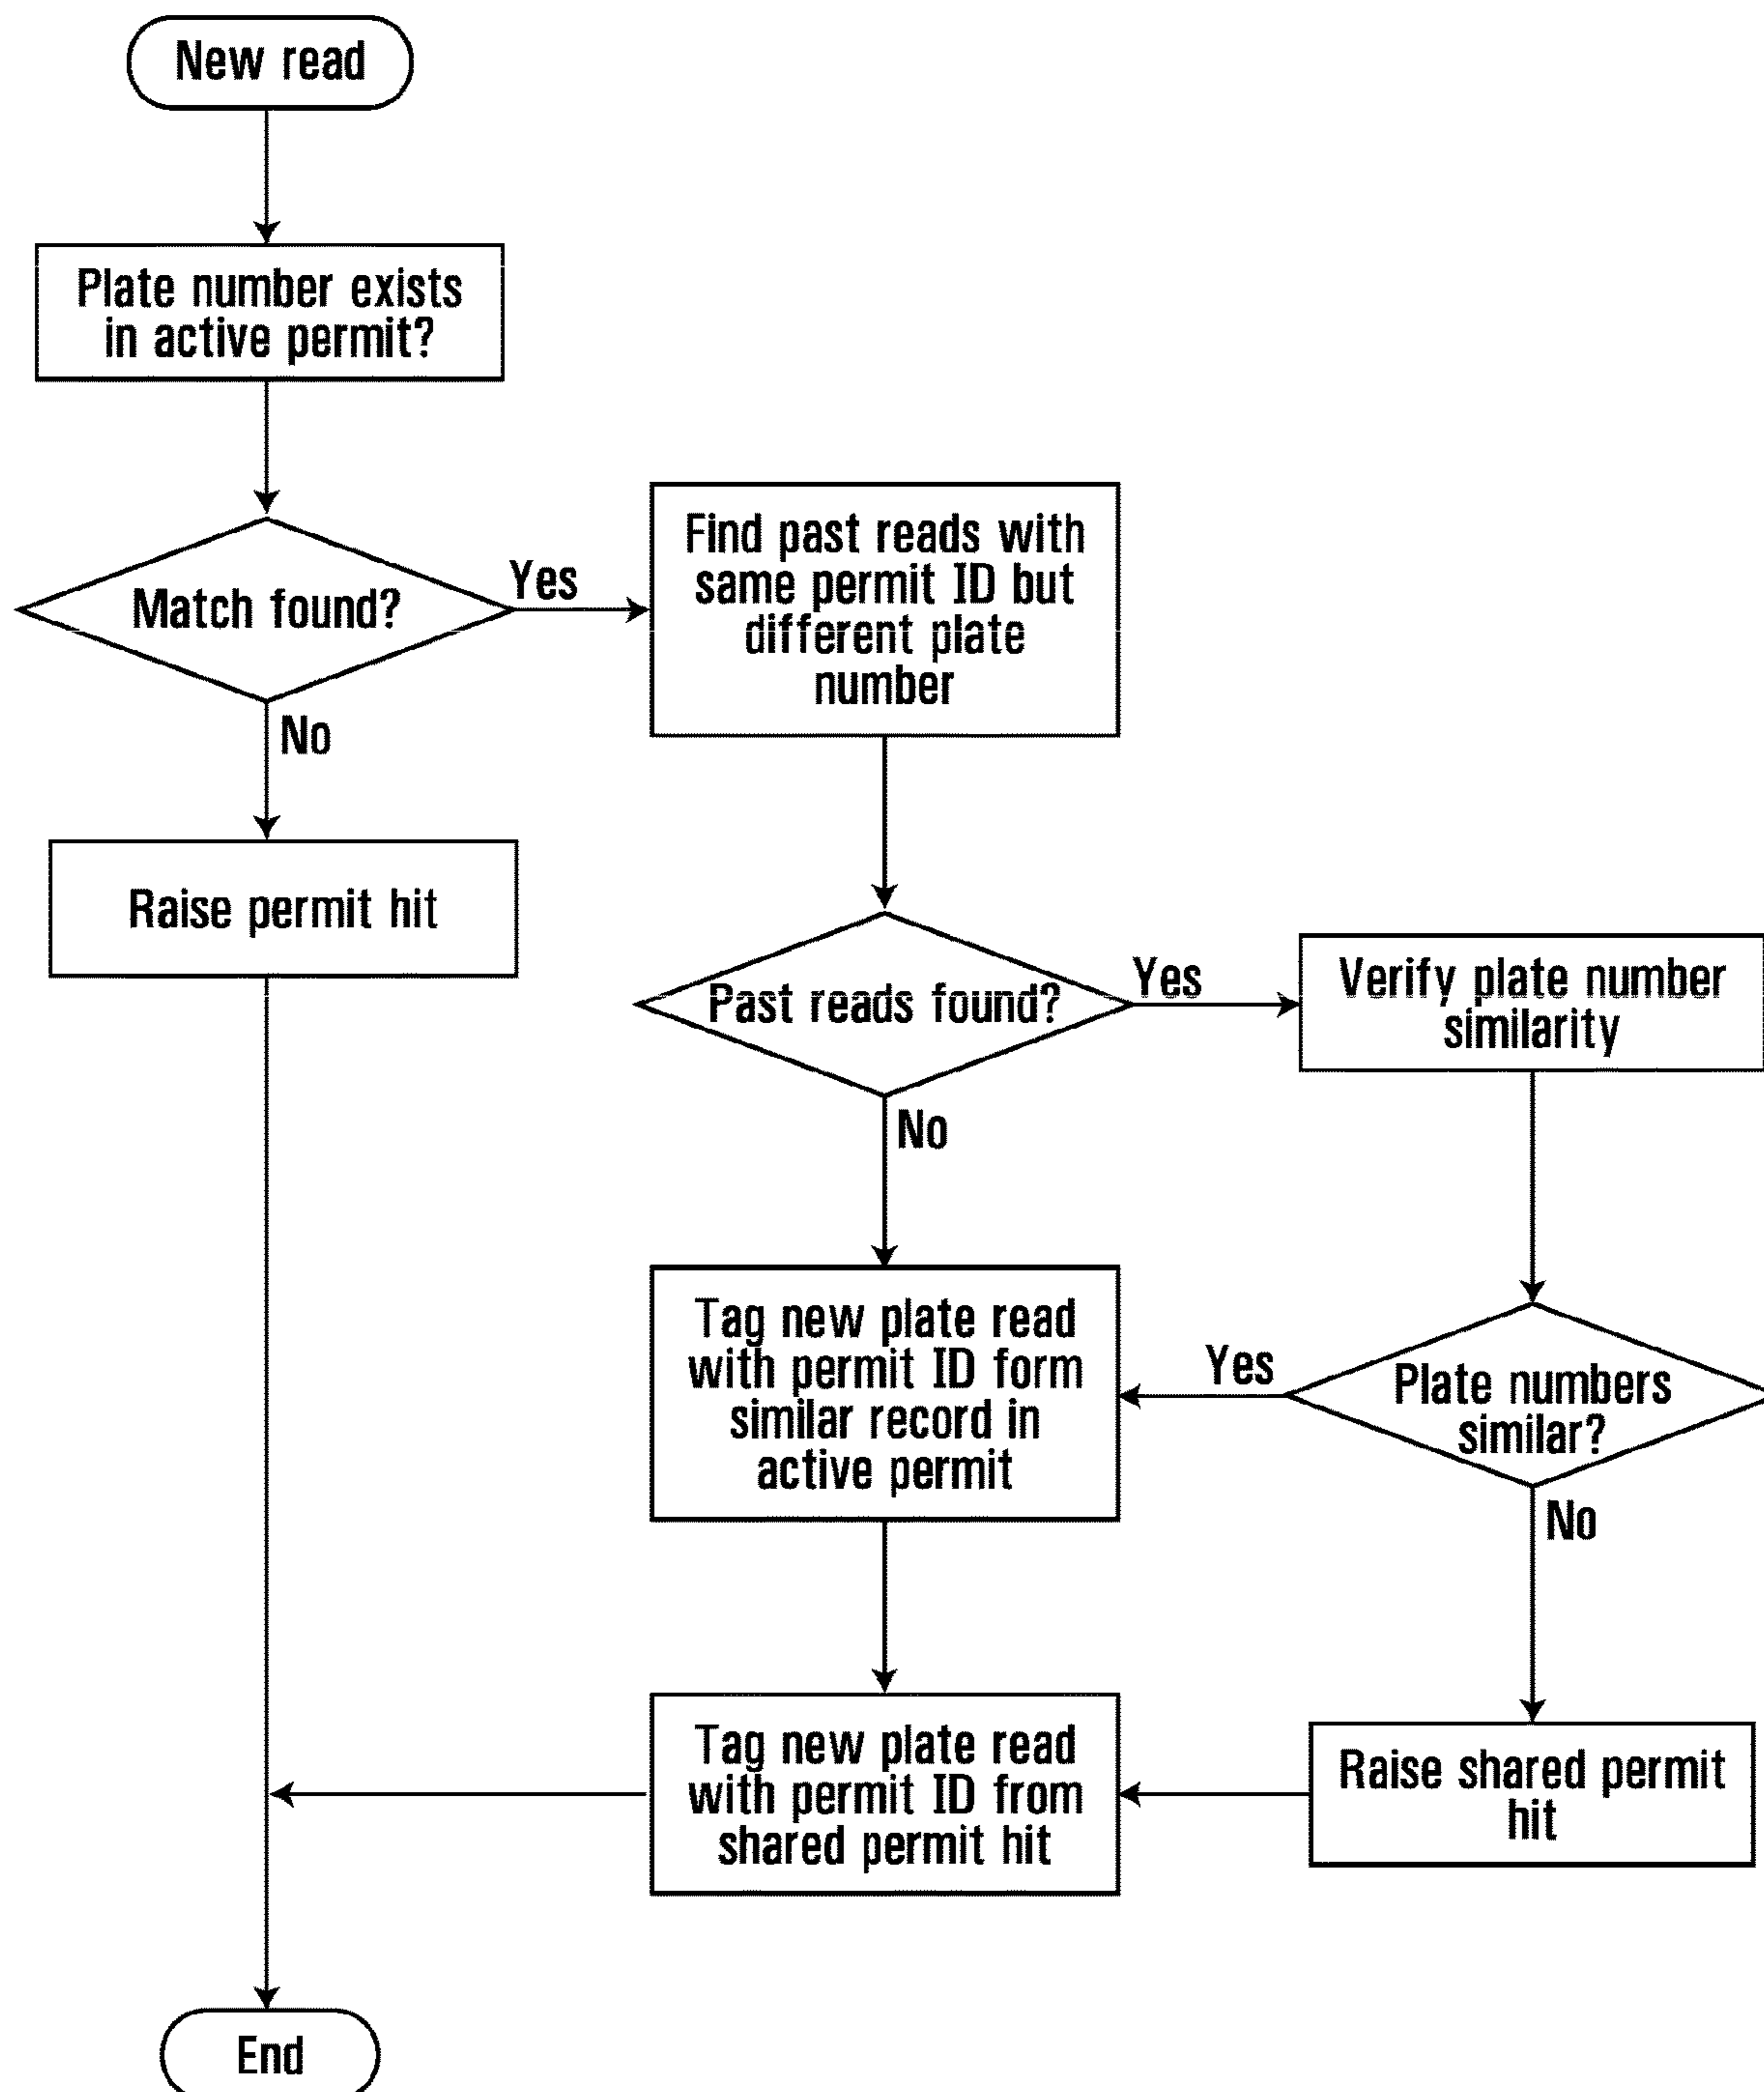 New read
Plate number exists
in active permit?
Match found?
Yes
No
Find past reads with
same permit ID but
different plate
number
Raise permit hit
Past reads found?
Yes
No
Verify plate number
similarity
Tag new plate read
with permit ID form
similar record in
active permit
Yes
Plate numbers
similar?
No
Tag new plate read
with permit ID from
shared permit hit
Raise shared permit
hit
End